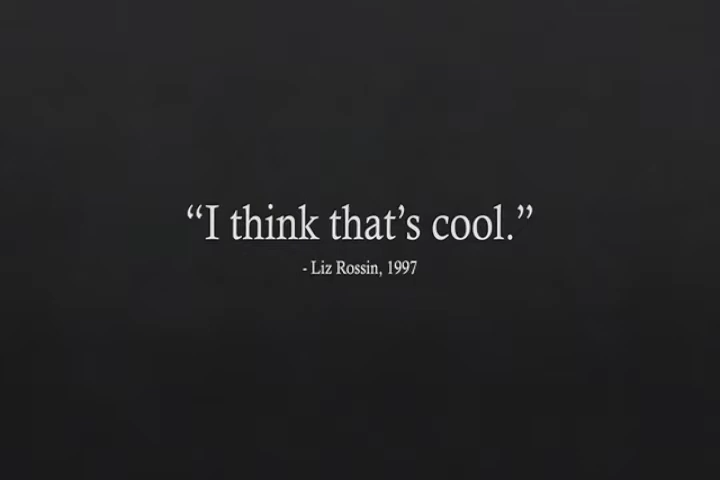 “I think that’s cool.”
- Liz Rossin, 1997